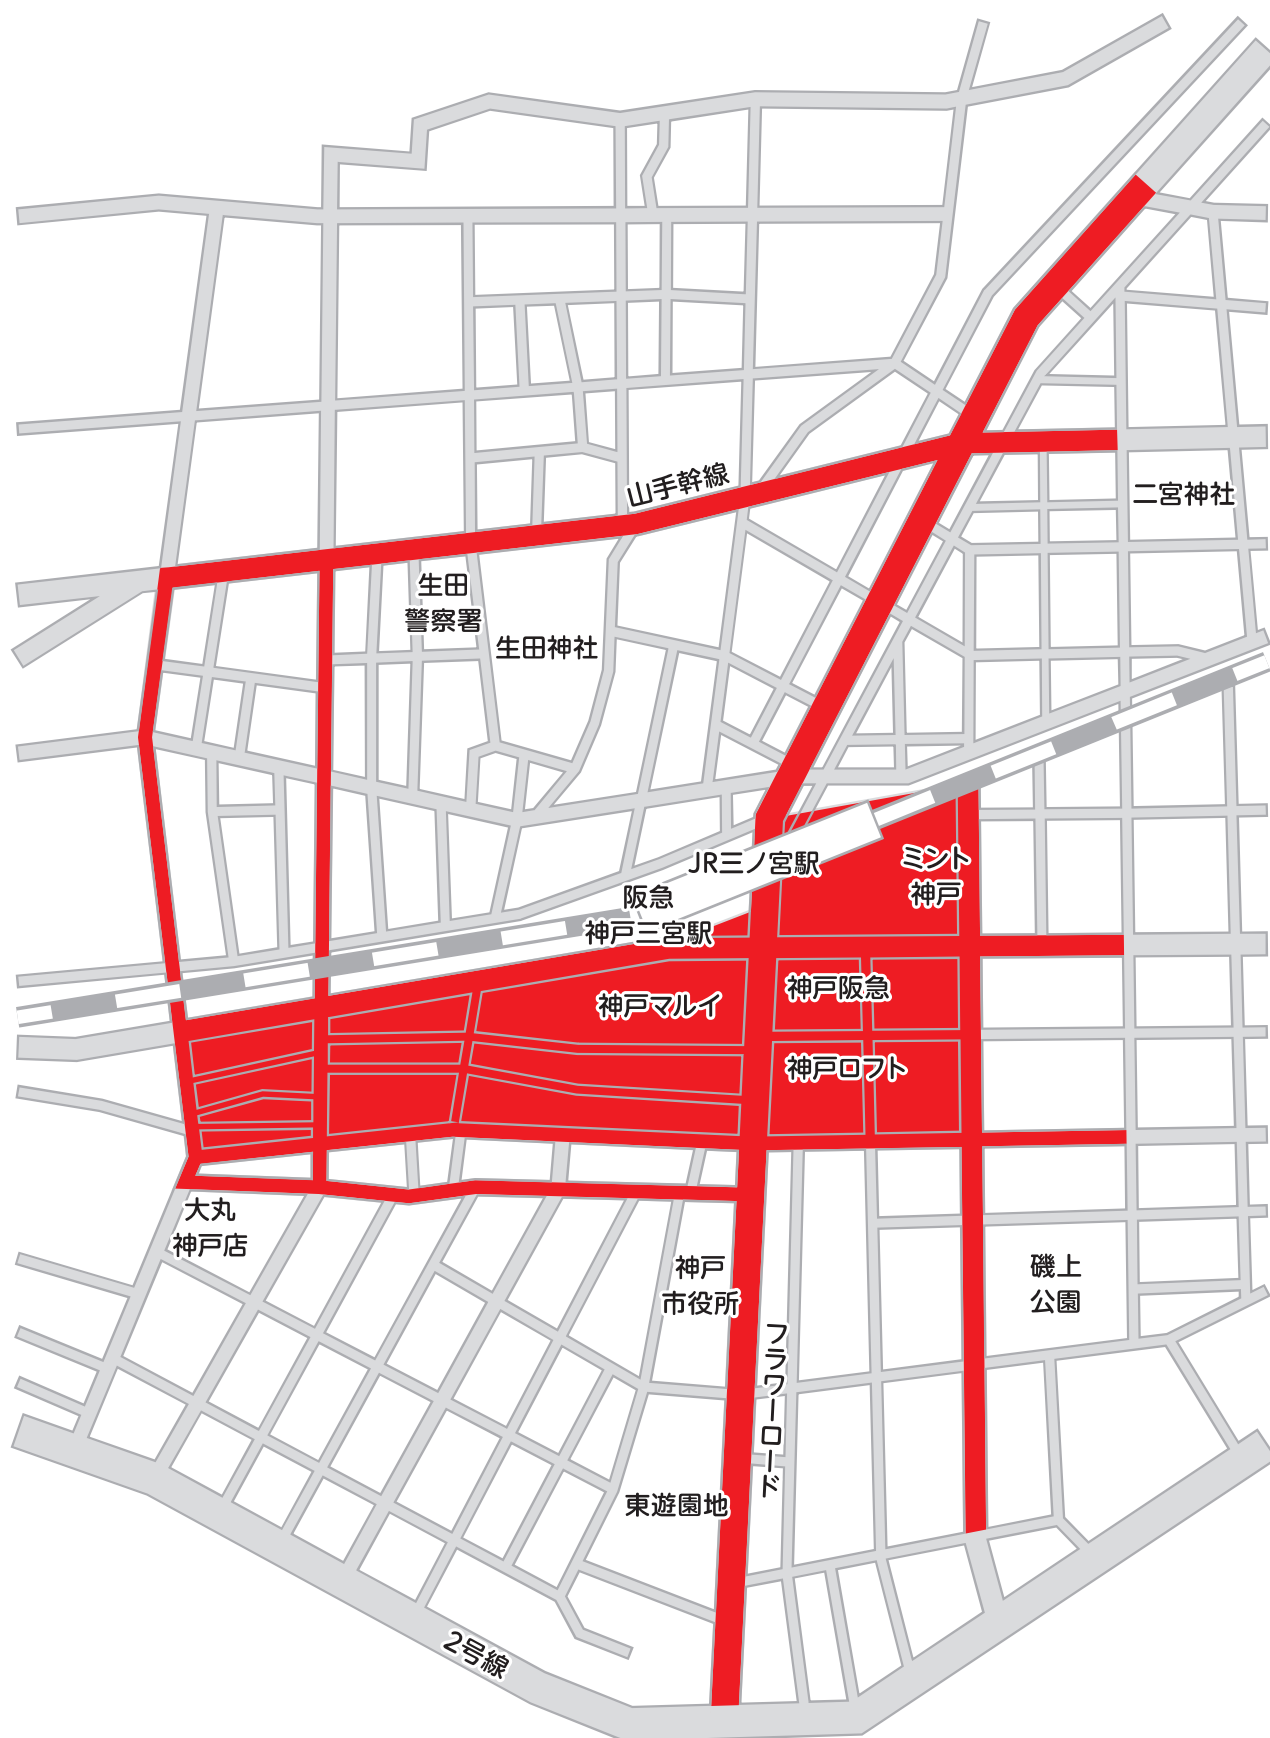 山手幹線
二宮神社
生田
警察署
生田神社
JR三ノ宮駅
ミント
神戸
阪急
神戸三宮駅
神戸阪急
神戸マルイ
神戸ロフト
大丸
神戸店
神戸
市役所
磯上
公園
フラワーロード
東遊園地
2号線